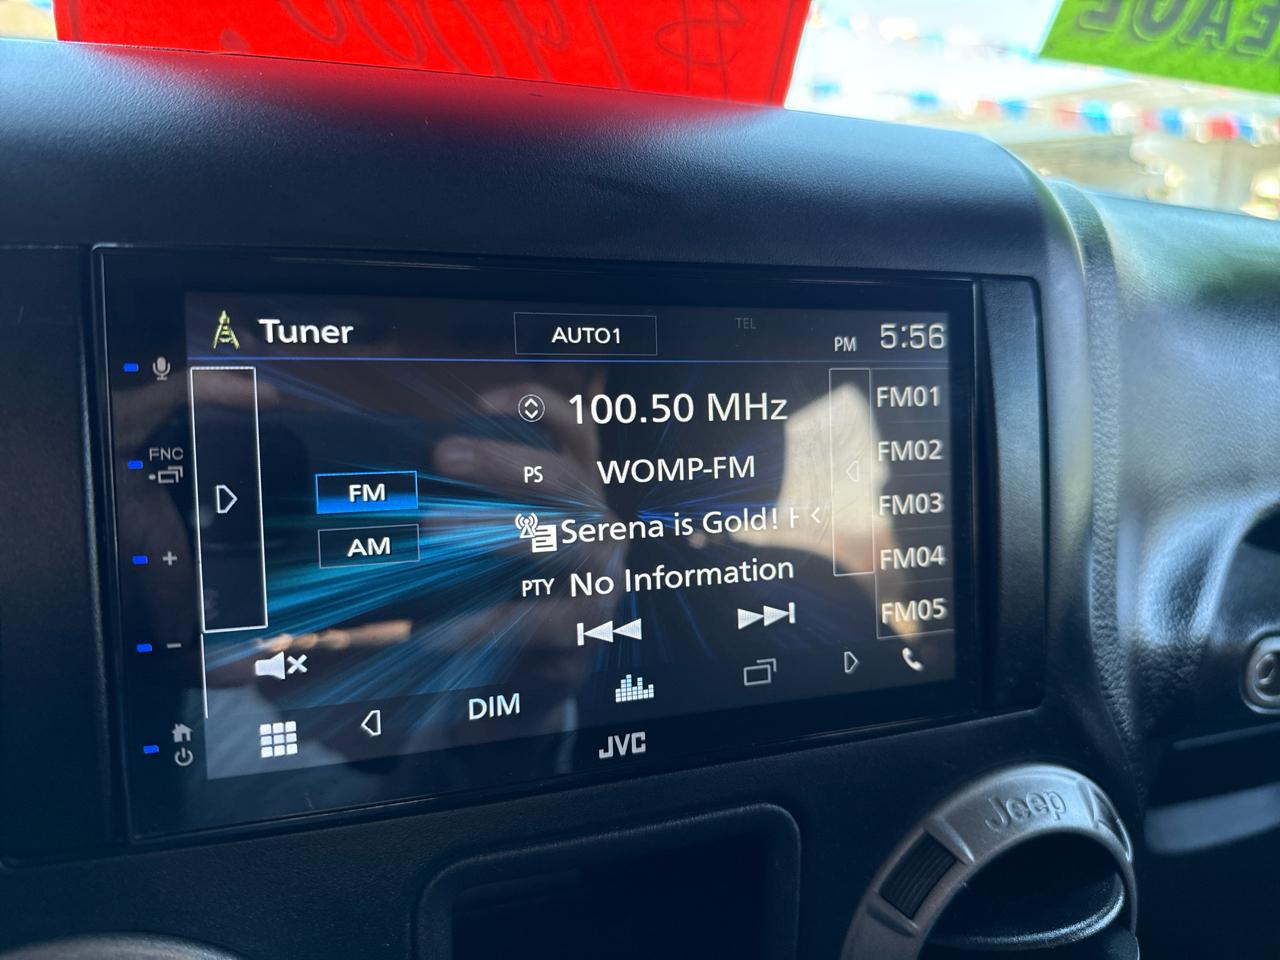 Tuner
AUTO1
TEL
PM 5:56
100.50 MHz
FM01
FNC
PS WOMP-FM
FM02
FM
Serena is Gold! F
FM03
AM
PTY No Information
FM04
FM05
DIM
JVC
Jeep